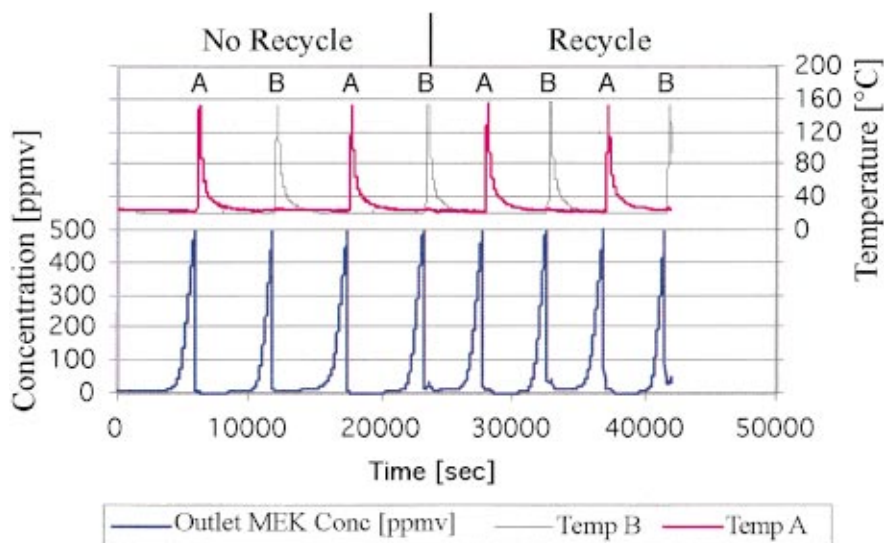 No Recycle Recycle
A B A B A B A B
200
160
120
80
40
0
Temperature [°C]
Concentration [ppmv]
500
400
300
200
100
0
0 10000 20000 30000 40000 50000
Time [sec]
Outlet MEK Conc [ppmv] Temp B Temp A